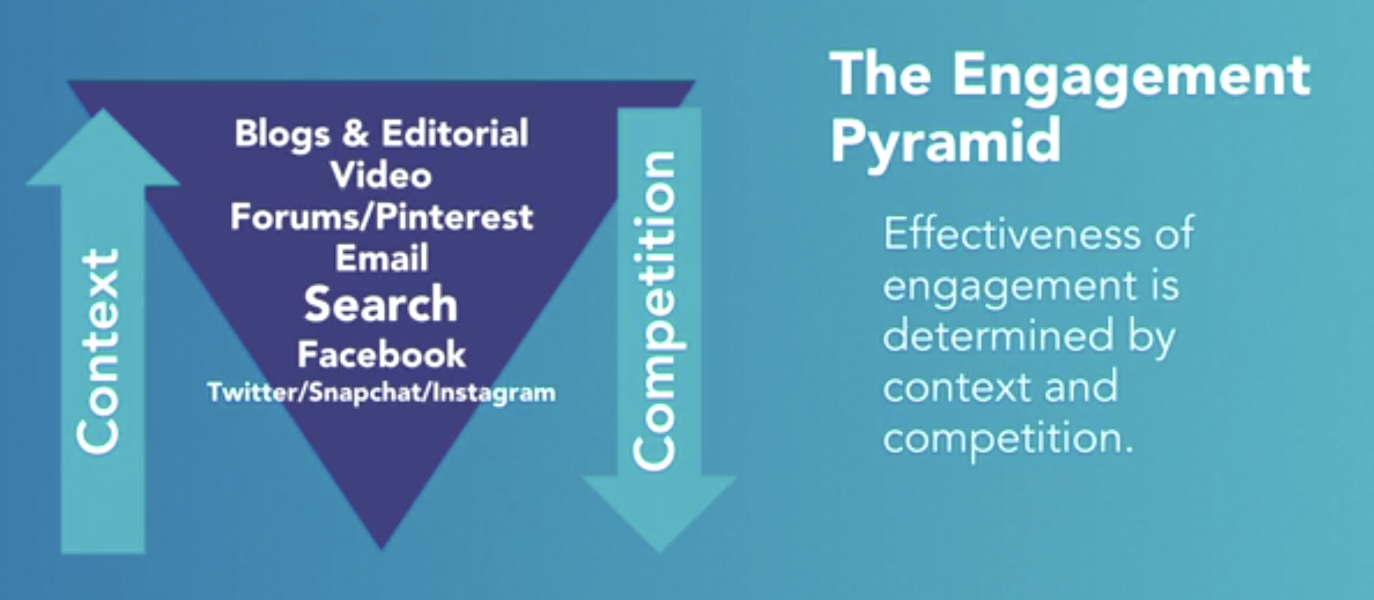 The Engagement
Pyramid
Effectiveness of
engagement is
determined by
context and
competition.
Context
Blogs & Editorial
Video
Forums/Pinterest
Email
Search
Facebook
Twitter/Snapchat/Instagram
Competition